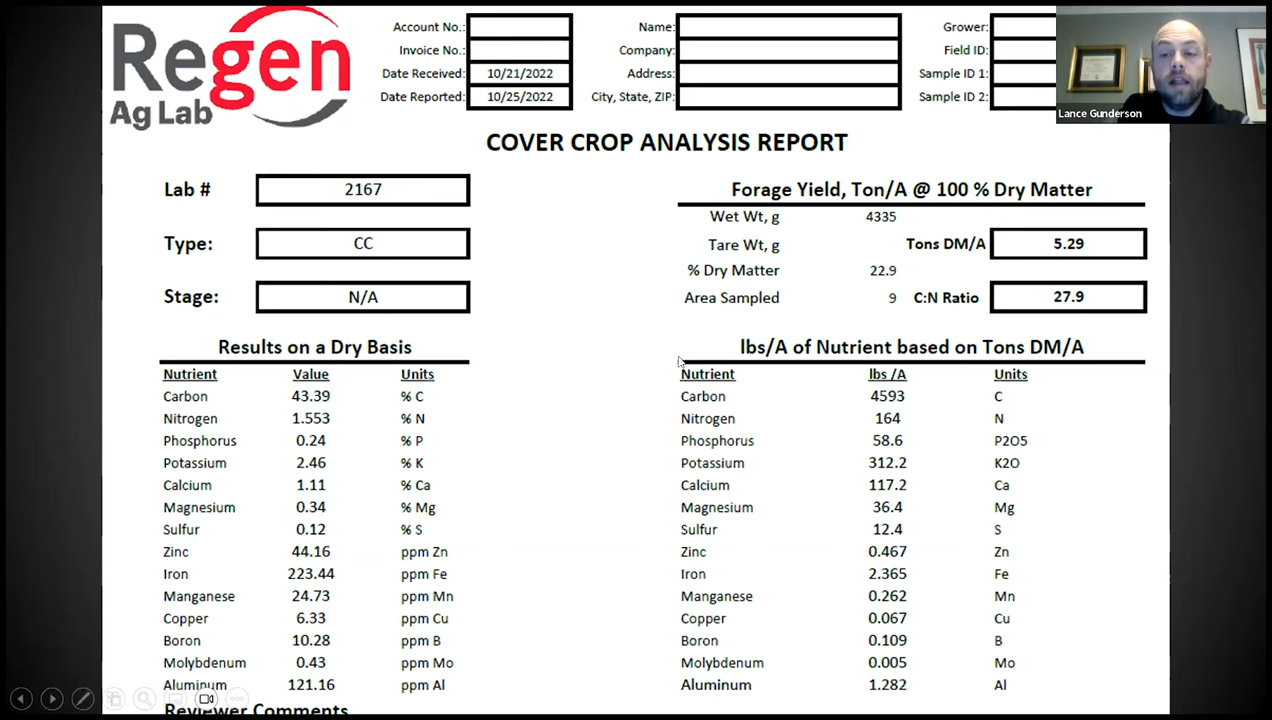 Regen
Ag Lab
Account No.:
Invoice No.:
Date Received: 10/21/2022
Date Reported: 10/25/2022
Name:
Company:
Address:
City, State, ZIP:
Grower:
Field ID:
Sample ID 1:
Sample ID 2:
Lance Gunderson
COVER CROP ANALYSIS REPORT
Lab # 2167
Type: CC
Stage: N/A
Forage Yield, Ton/A @ 100 % Dry Matter
Wet Wt, g 4335
Tare Wt, g Tons DM/A 5.29
% Dry Matter 22.9
Area Sampled 9 C:N Ratio 27.9
Results on a Dry Basis
Nutrient Value Units
Carbon 43.39 % C
Nitrogen 1.553 % N
Phosphorus 0.24 % P
Potassium 2.46 % K
Calcium 1.11 % Ca
Magnesium 0.34 % Mg
Sulfur 0.12 % S
Zinc 44.16 ppm Zn
Iron 223.44 ppm Fe
Manganese 24.73 ppm Mn
Copper 6.33 ppm Cu
Boron 10.28 ppm B
Molybdenum 0.43 ppm Mo
Aluminum 121.16 ppm Al
lbs/A of Nutrient based on Tons DM/A
Nutrient lbs /A Units
Carbon 4593 C
Nitrogen 164 N
Phosphorus 58.6 P2O5
Potassium 312.2 K2O
Calcium 117.2 Ca
Magnesium 36.4 Mg
Sulfur 12.4 S
Zinc 0.467 Zn
Iron 2.365 Fe
Manganese 0.262 Mn
Copper 0.067 Cu
Boron 0.109 B
Molybdenum 0.005 Mo
Aluminum 1.282 Al
Reviewer Comments